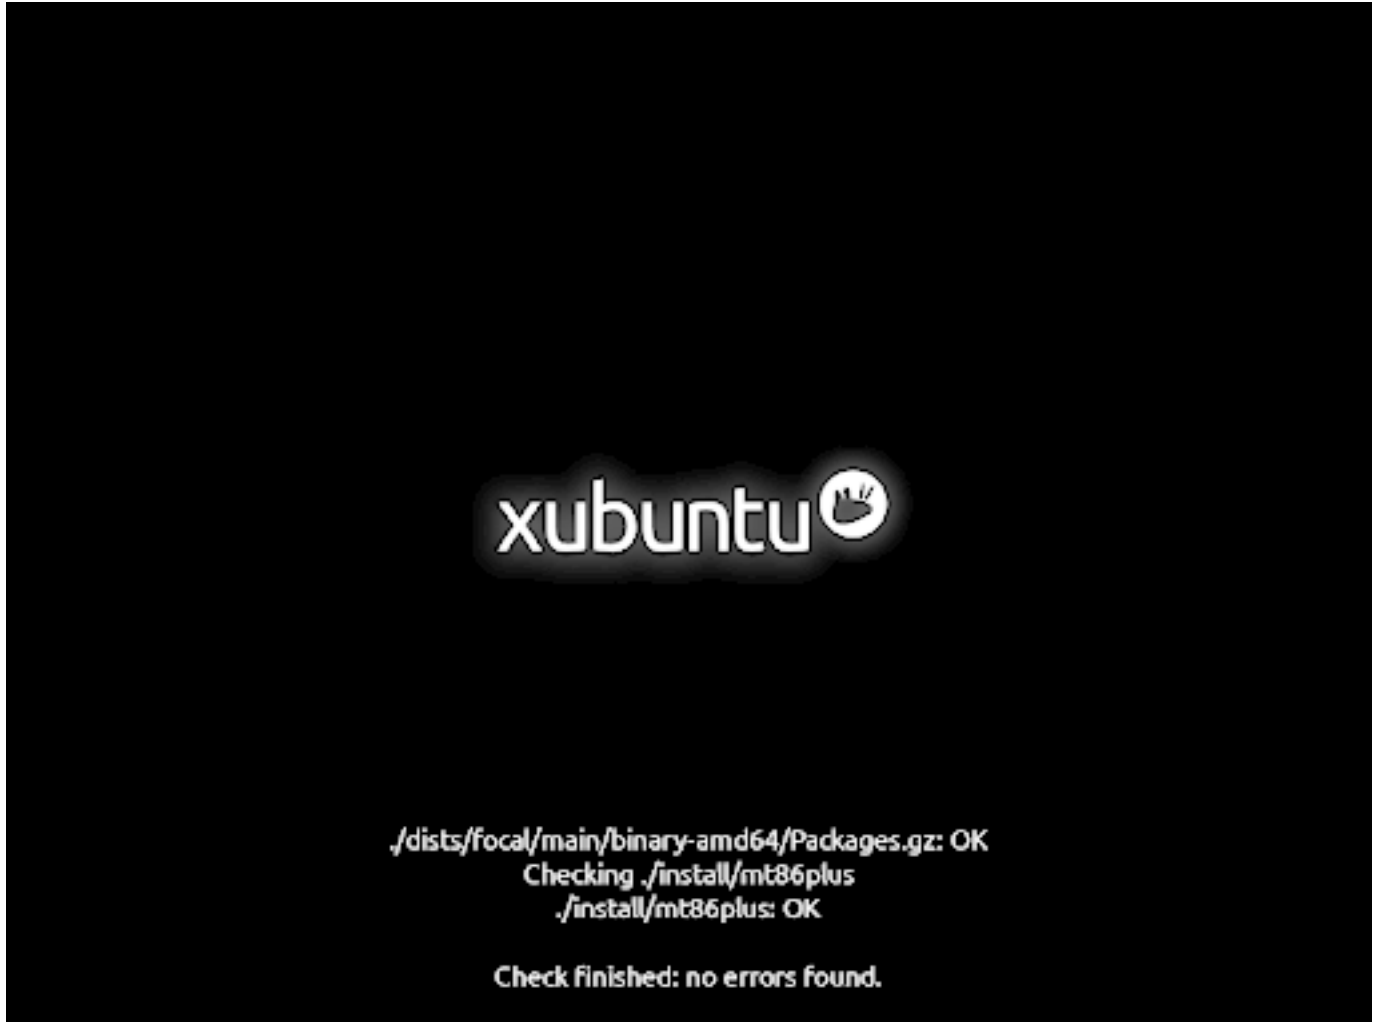 xubuntu
./dists/focal/main/binary-amd64/Packages.gz: OK
Checking ./install/mt86plus
./install/mt86plus: OK
Check finished: no errors found.